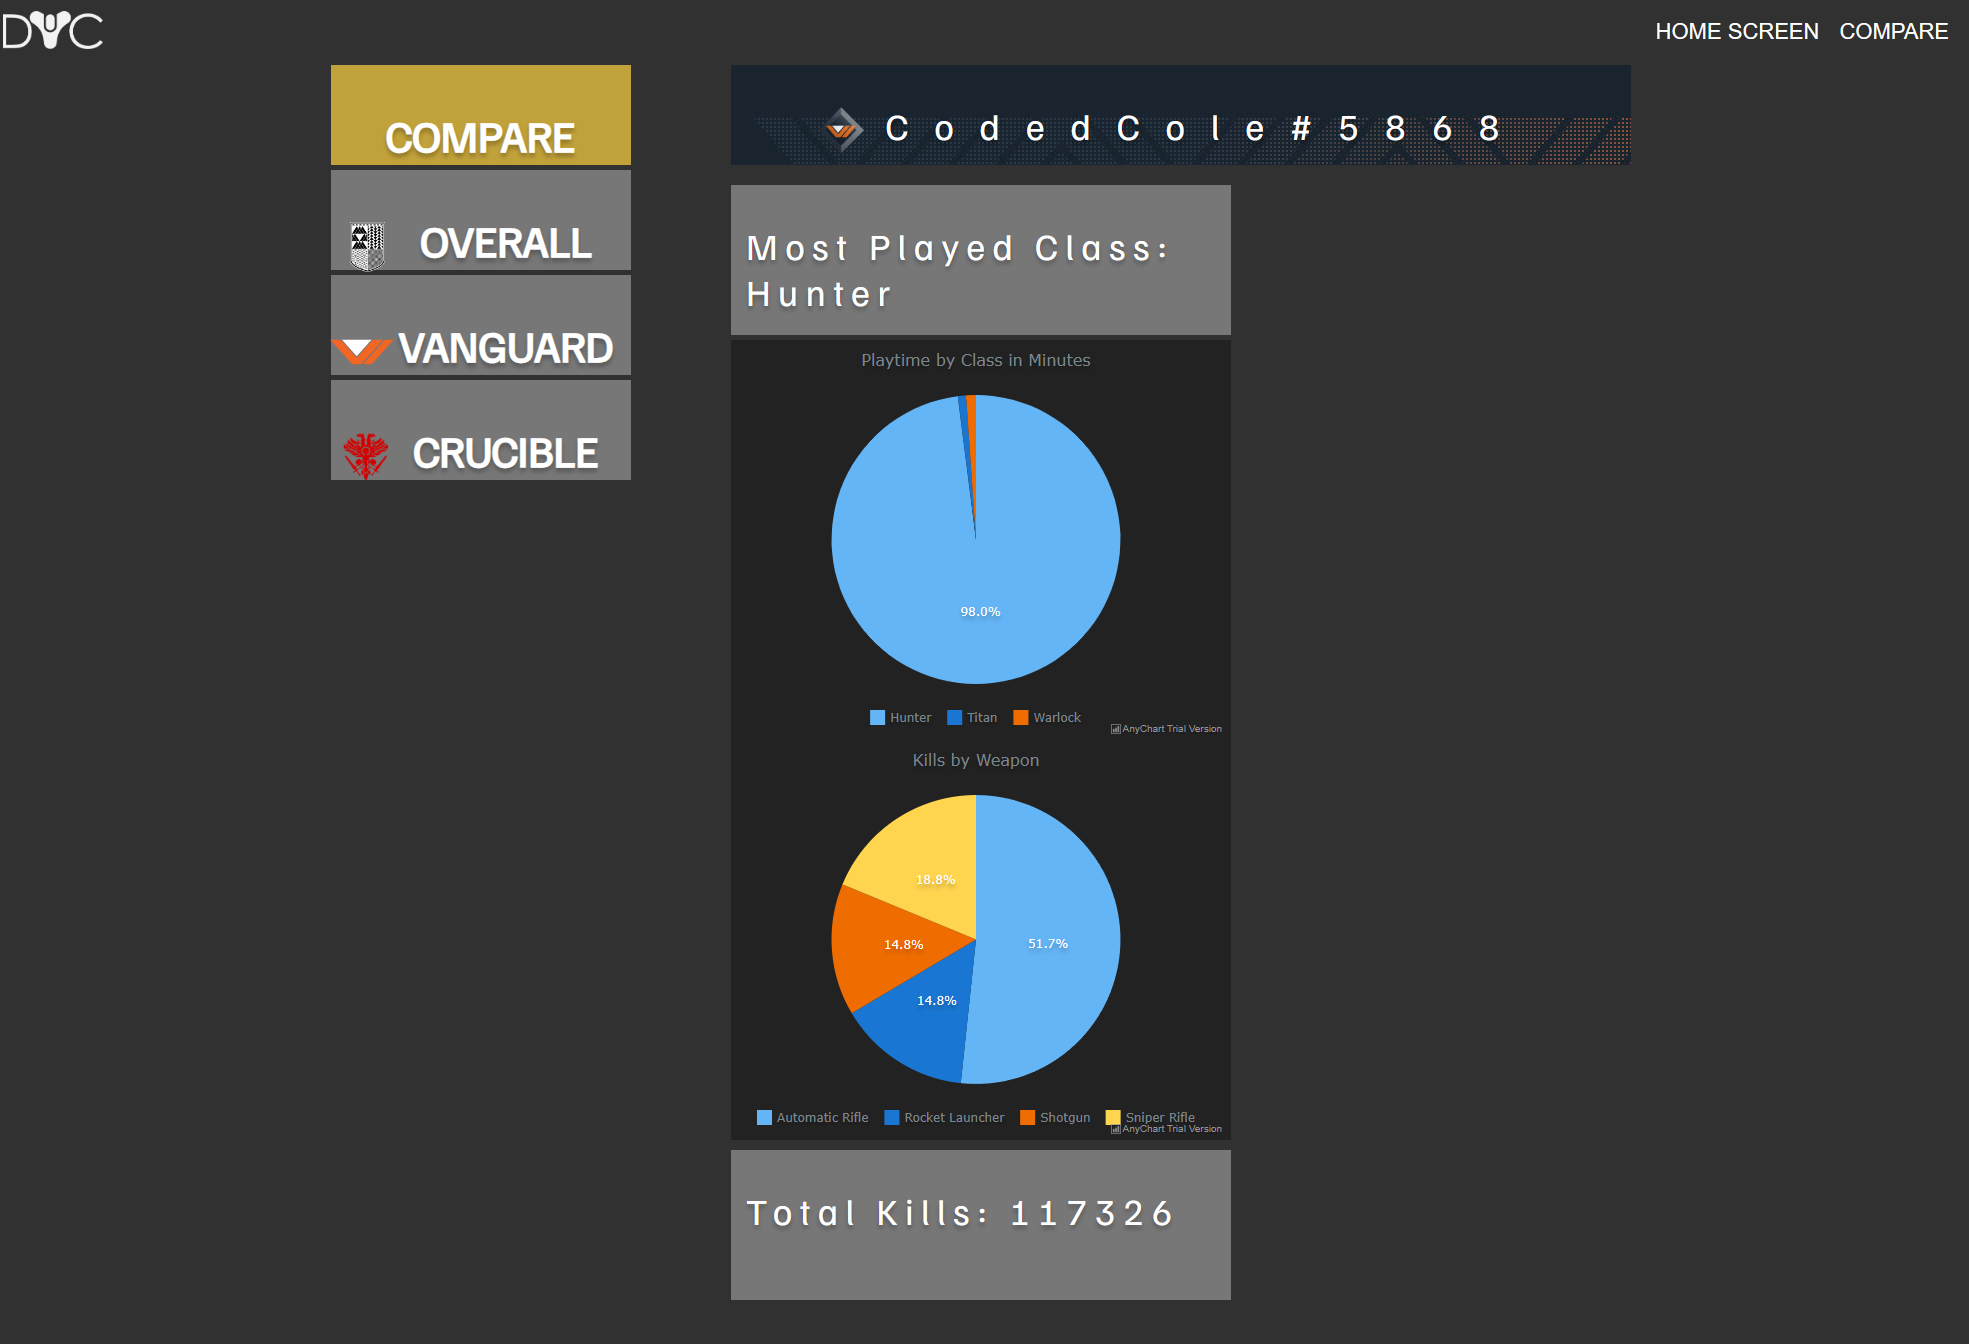 D C
HOME SCREEN COMPARE
COMPARE
OVERALL
VANGUARD
CRUCIBLE
CodedCole#5868
Most Played Class:
Hunter
Playtime by Class in Minutes
98.0%
Hunter Titan Warlock
AnyChart Trial Version
Kills by Weapon
18.8%
14.8%
51.7%
14.8%
Automatic Rifle Rocket Launcher Shotgun Sniper Rifle
AnyChart Trial Version
Total Kills: 117326